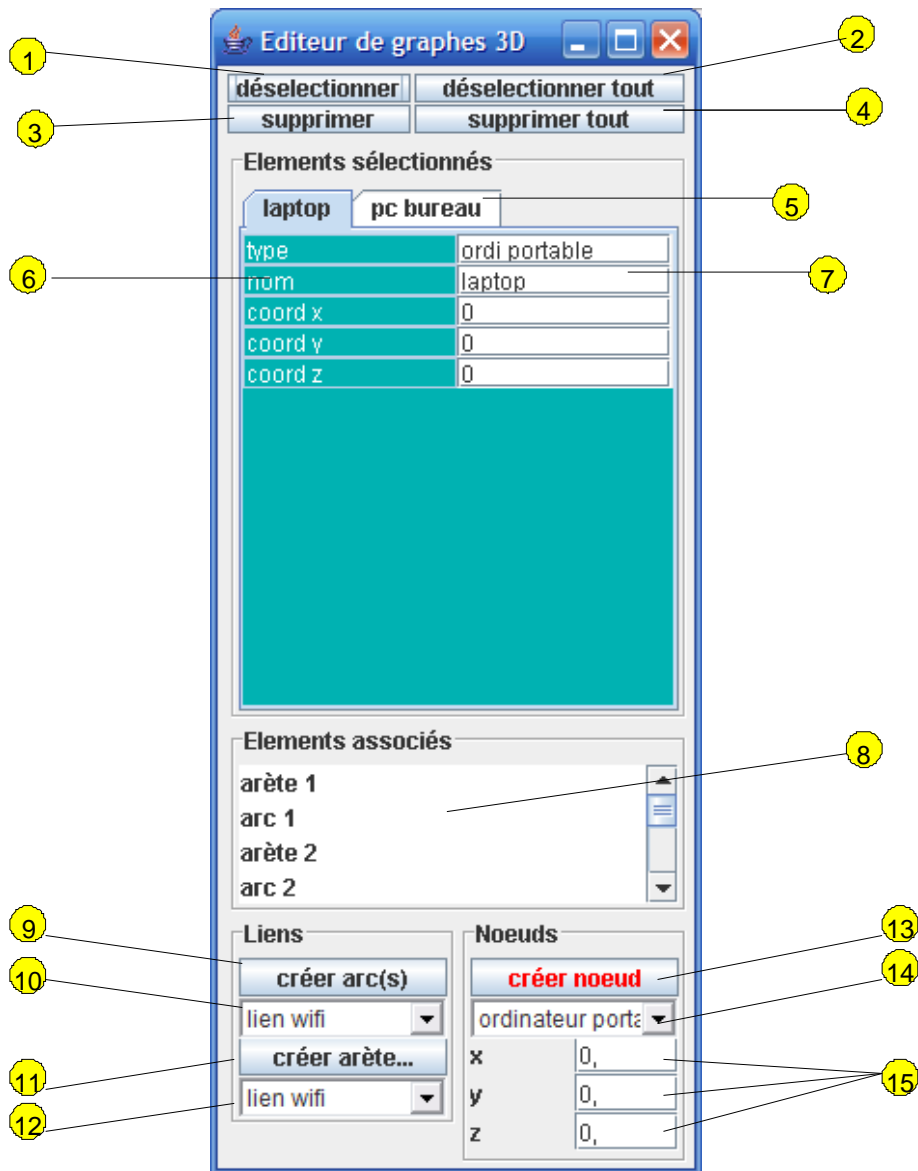 Editeur de graphes 3D
1
2
déselectionner déselectionner tout
3
supprimer supprimer tout
4
Elements sélectionnés
laptop pc bureau
5
type ordi portable
6
nom laptop
7
coord x 0
coord y 0
coord z 0
Elements associés
8
arète 1
arc 1
arète 2
arc 2
9
Liens Noeuds
13
créer arc(s) créer noeud
10
14
lien wifi ordinateur porta
créer arète... x 0,
11
15
lien wifi y 0,
12
z 0,